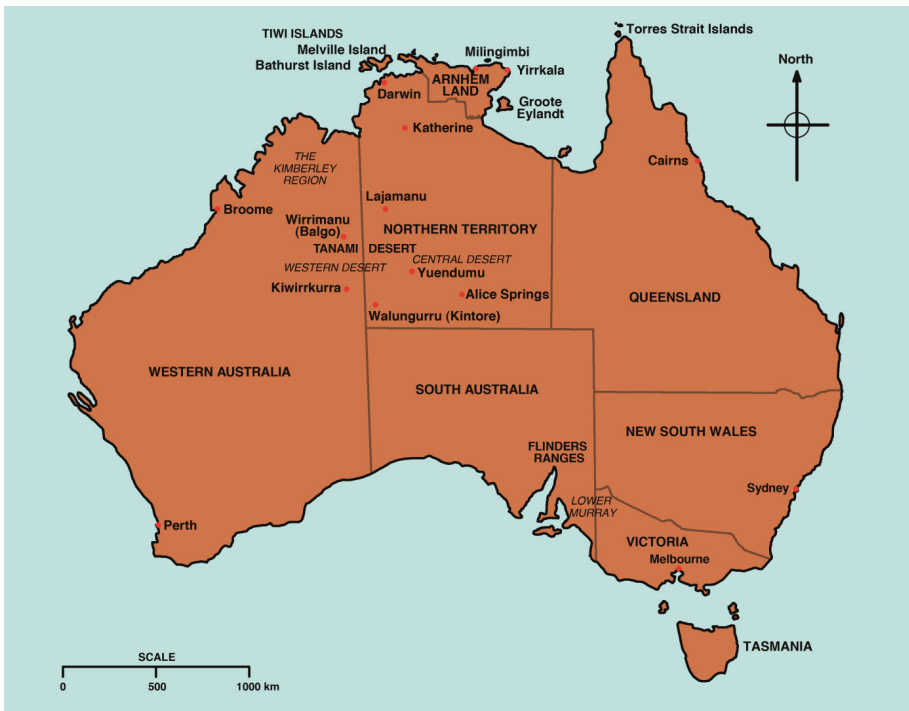 TIWI ISLANDS
Melville Island
Bathurst Island
Milingimbi
Yirrkala
Torres Strait Islands
North
ARNHEM
LAND
Darwin
Groote
Eylandt
Katherine
THE
KIMBERLEY
REGION
Cairns
Lajamanu
Broome
Wirrimanu
(Balgo)
NORTHERN TERRITORY
TANAMI DESERT
WESTERN DESERT
CENTRAL DESERT
Yuendumu
Kiwirrkurra
Alice Springs
QUEENSLAND
Walungurru (Kintore)
WESTERN AUSTRALIA
SOUTH AUSTRALIA
NEW SOUTH WALES
FLINDERS
RANGES
Sydney
LOWER
MURRAY
Perth
VICTORIA
Melbourne
TASMANIA
SCALE
0 500 1000 km